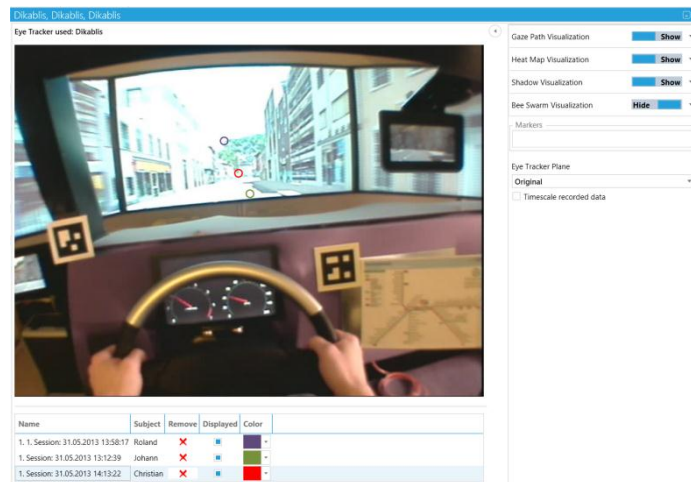 Dikablis, Dikablis, Dikablis
Eye Tracker used: Dikablis
Gaze Path Visualization Show
Heat Map Visualization Show
Shadow Visualization Show
Bee Swarm Visualization Hide
Markers
Eye Tracker Plane
Original
Timescale recorded data
Name Subject Remove Displayed Color
1. 1. Session: 31.05.2013 13:58:17 Roland
1. Session: 31.05.2013 13:12:39 Johann
1. Session: 31.05.2013 14:13:22 Christian